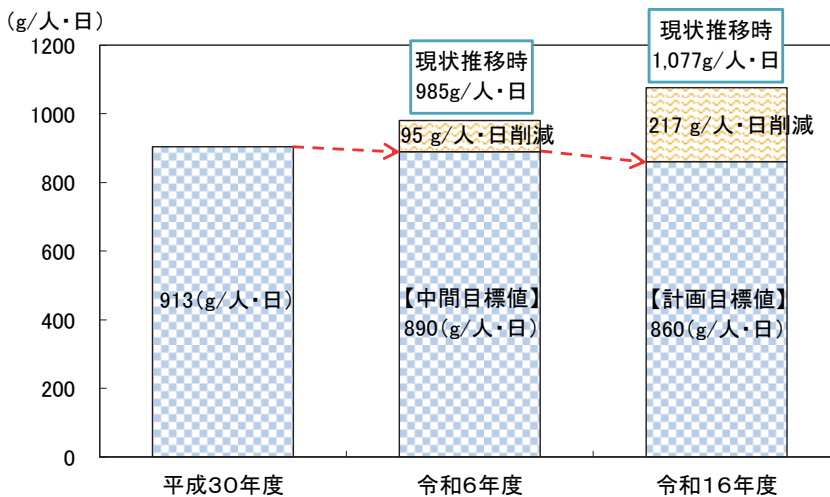 (g/人・日)
1200
1000
800
600
400
200
0
現状推移時
985g/人・日
現状推移時
1,077g/人・日
95 g/人・日削減
217 g/人・日削減
913(g/人・日)
【中間目標値】
890(g/人・日)
【計画目標値】
860(g/人・日)
平成30年度
令和6年度
令和16年度